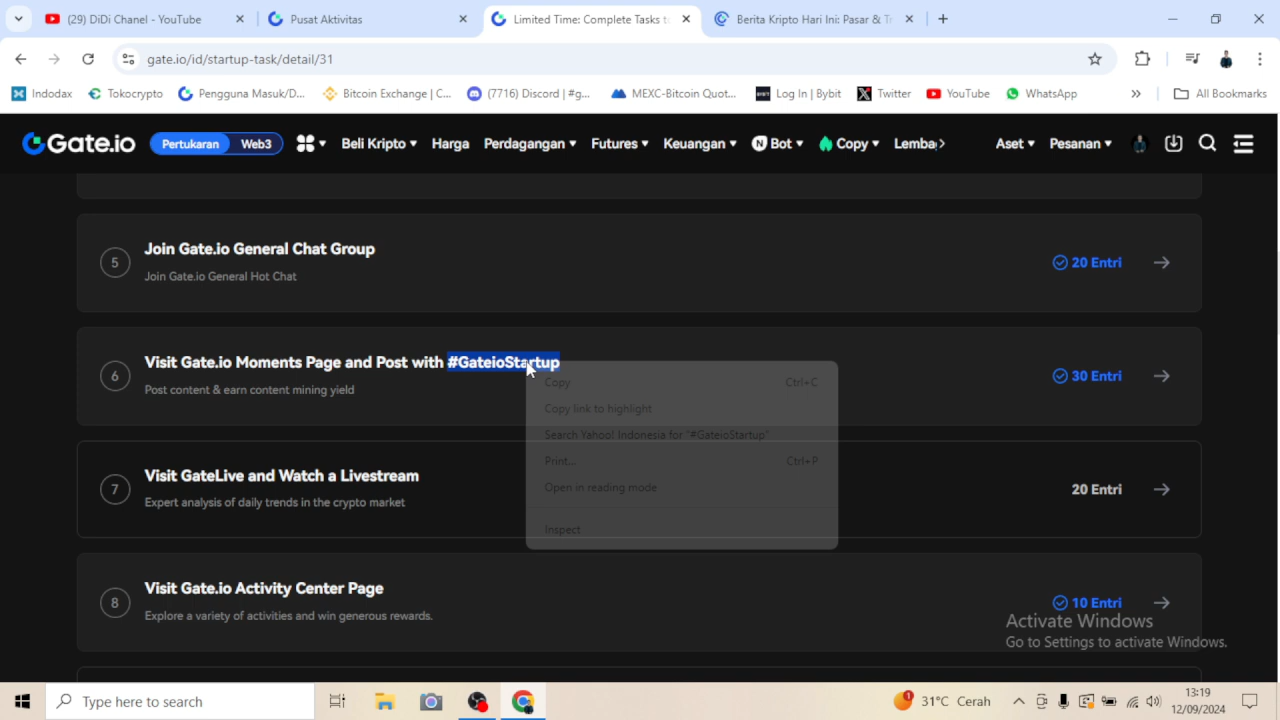 (29) DiDi Chanel - YouTube
Pusat Aktivitas
Limited Time: Complete Tasks to
Berita Kripto Hari Ini: Pasar & Tr
gate.io/id/startup-task/detail/31
Indodax
Tokocrypto
Pengguna Masuk/D...
Bitcoin Exchange | C...
(7716) Discord | #g...
MEXC-Bitcoin Quot...
Log In | Bybit
Twitter
YouTube
WhatsApp
All Bookmarks
Gate.io
Pertukaran
Web3
Beli Kripto
Harga
Perdagangan
Futures
Keuangan
Bot
Copy
Lemba
Aset
Pesanan
5
Join Gate.io General Chat Group
Join Gate.io General Hot Chat
20 Entri
6
Visit Gate.io Moments Page and Post with #GateioStartup
Post content & earn content mining yield
30 Entri
Copy
Ctrl+C
Copy link to highlight
Search Yahoo! Indonesia for "#GateioStartup"
Print...
Ctrl+P
Open in reading mode
Inspect
7
Visit GateLive and Watch a Livestream
Expert analysis of daily trends in the crypto market
20 Entri
8
Visit Gate.io Activity Center Page
Explore a variety of activities and win generous rewards.
10 Entri
Activate Windows
Go to Settings to activate Windows.
Type here to search
31°C Cerah
13:19
12/09/2024